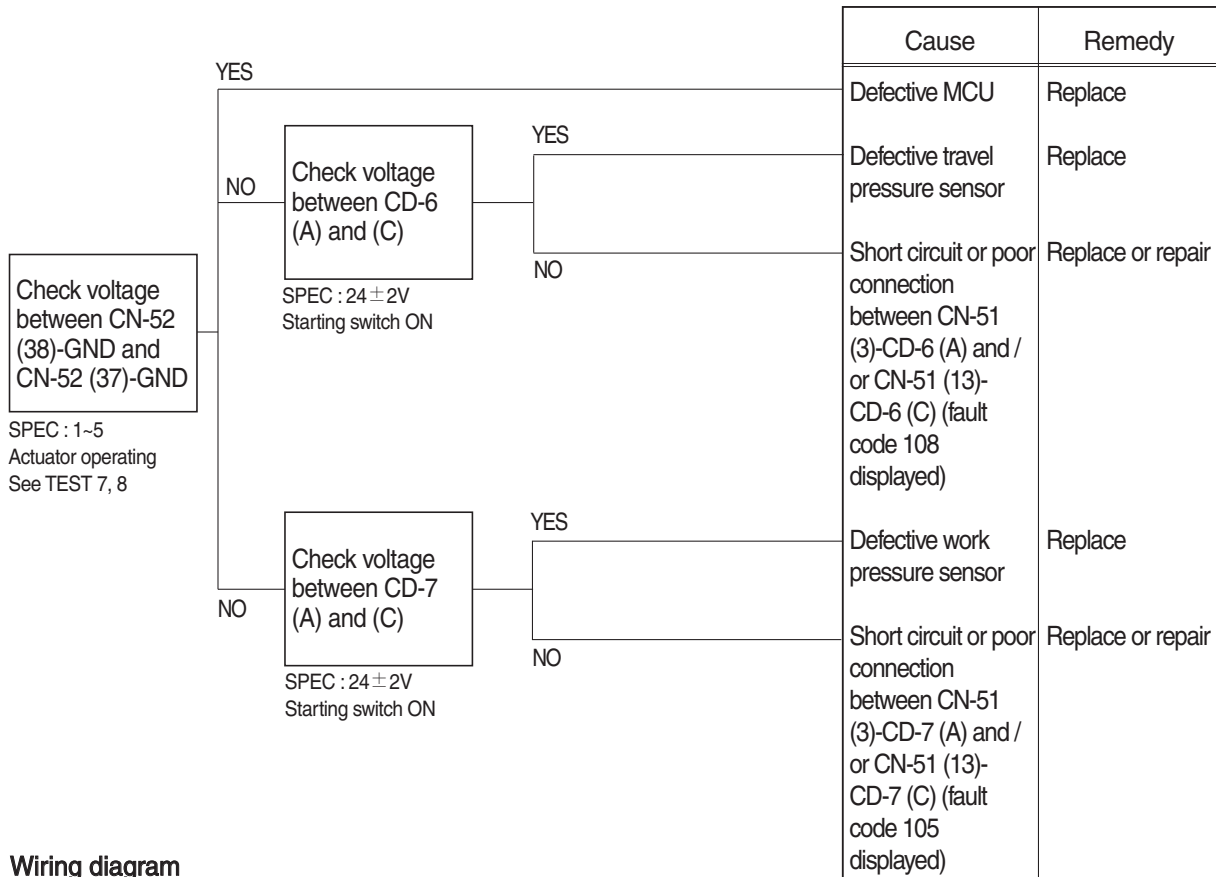 Cause Remedy
YES
Defective MCU Replace
YES
Check voltage
between CD-6
(A) and (C)
NO
Defective travel
pressure sensor
Replace
NO
SPEC : 24±2V
Starting switch ON
Short circuit or poor
connection
between CN-51
(3)-CD-6 (A) and /
or CN-51 (13)-
CD-6 (C) (fault
code 108
displayed)
Replace or repair
Check voltage
between CN-52
(38)-GND and
CN-52 (37)-GND
SPEC : 1~5
Actuator operating
See TEST 7, 8
YES
Check voltage
between CD-7
(A) and (C)
NO
Defective work
pressure sensor
Replace
NO
SPEC : 24±2V
Starting switch ON
Short circuit or poor
connection
between CN-51
(3)-CD-7 (A) and /
or CN-51 (13)-
CD-7 (C) (fault
code 105
displayed)
Replace or repair
Wiring diagram